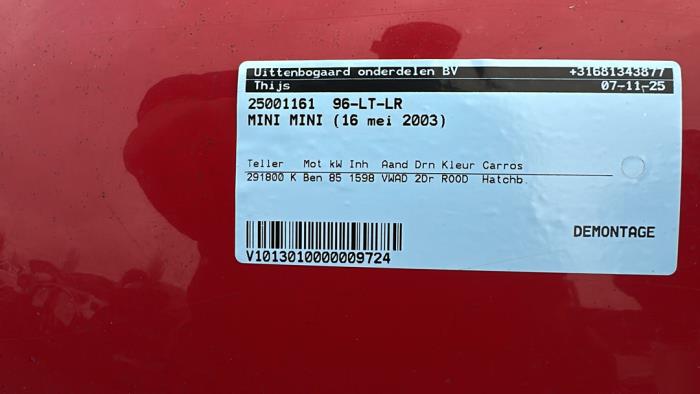 Uittenbogaard onderdelen BV +31681343877
Thijs 07-11-25
25001161 96-LT-LR
MINI MINI (16 mei 2003)
Teller Mot kW Inh Aand Drn Kleur Carros
291800 K Ben 85 1598 VWAD 2Dr ROOD Hatchb.
DEMONTAGE
V1013010000009724